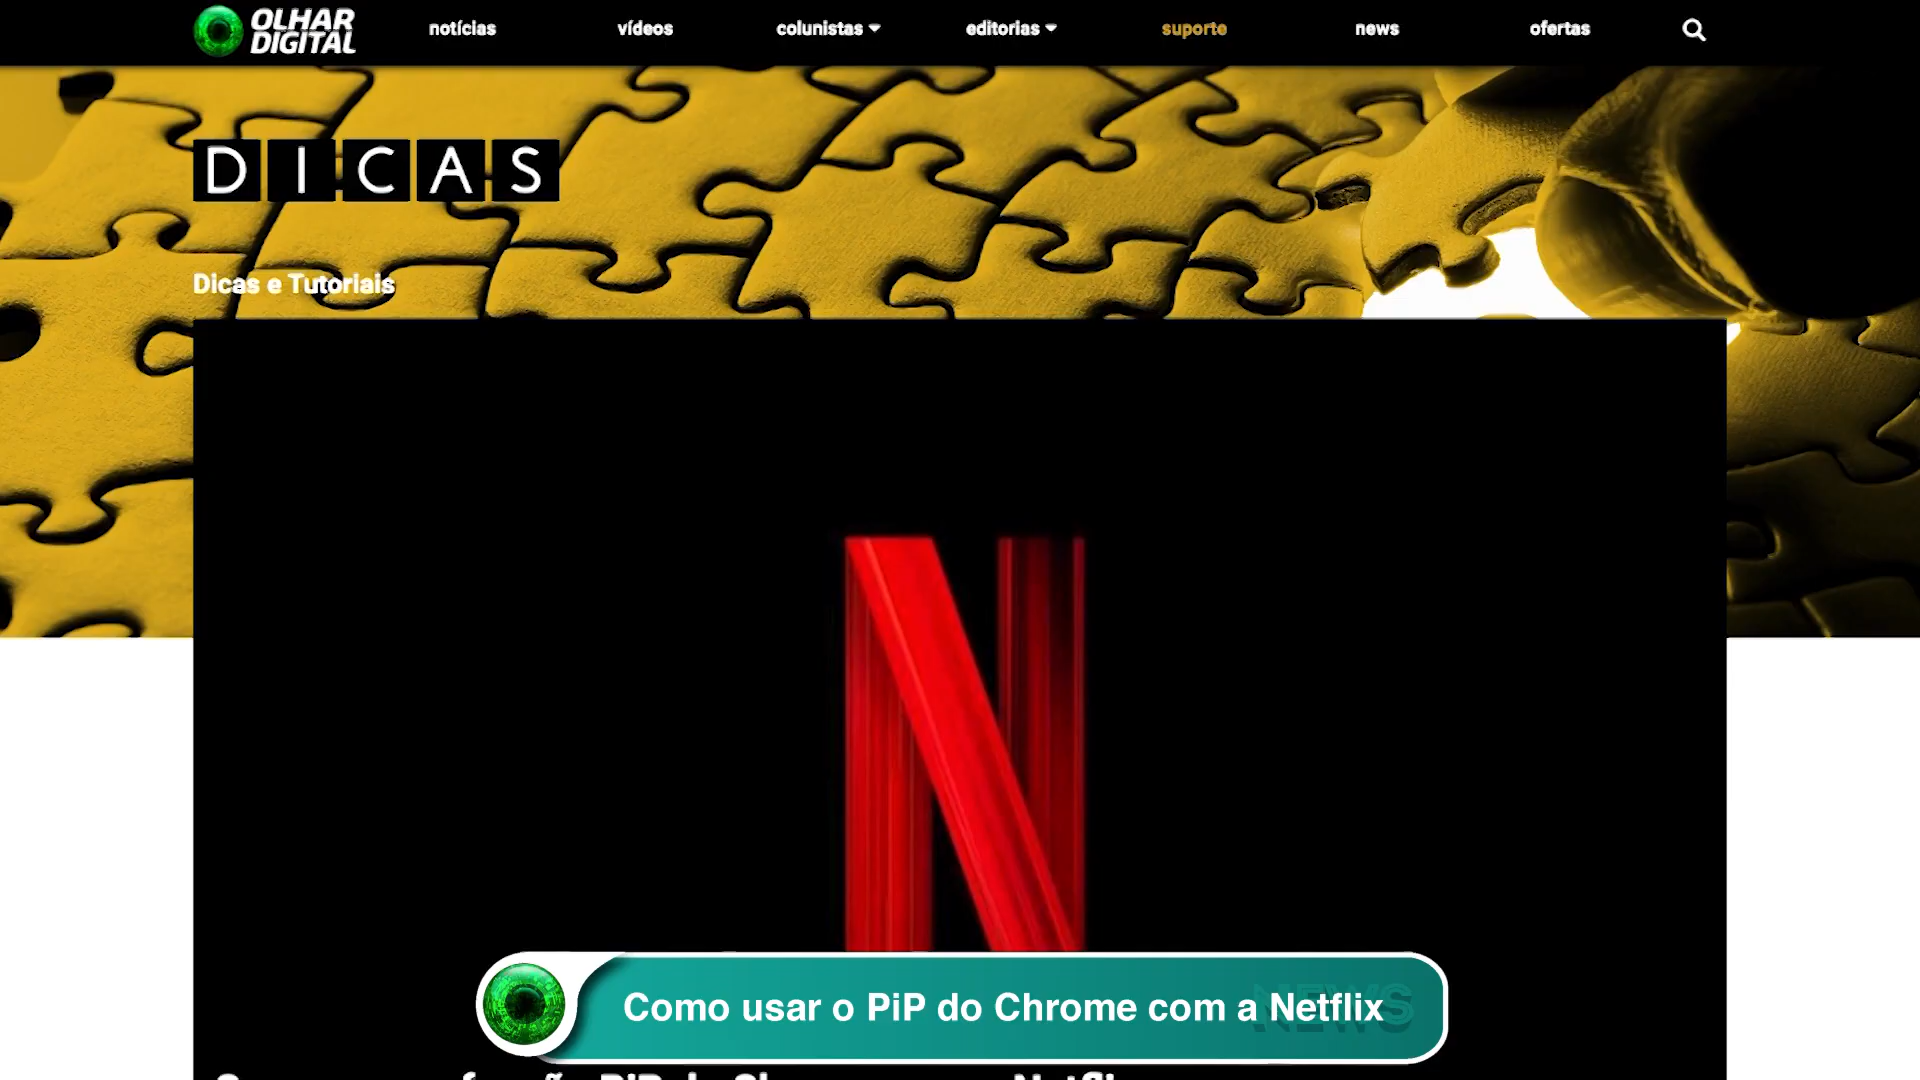 OLHAR
DIGITAL
notícias
vídeos
colunistas
editorias
suporte
news
ofertas
DICAS
Dicas e Tutoriais
N
Como usar o PiP do Chrome com a Netflix
NEWS